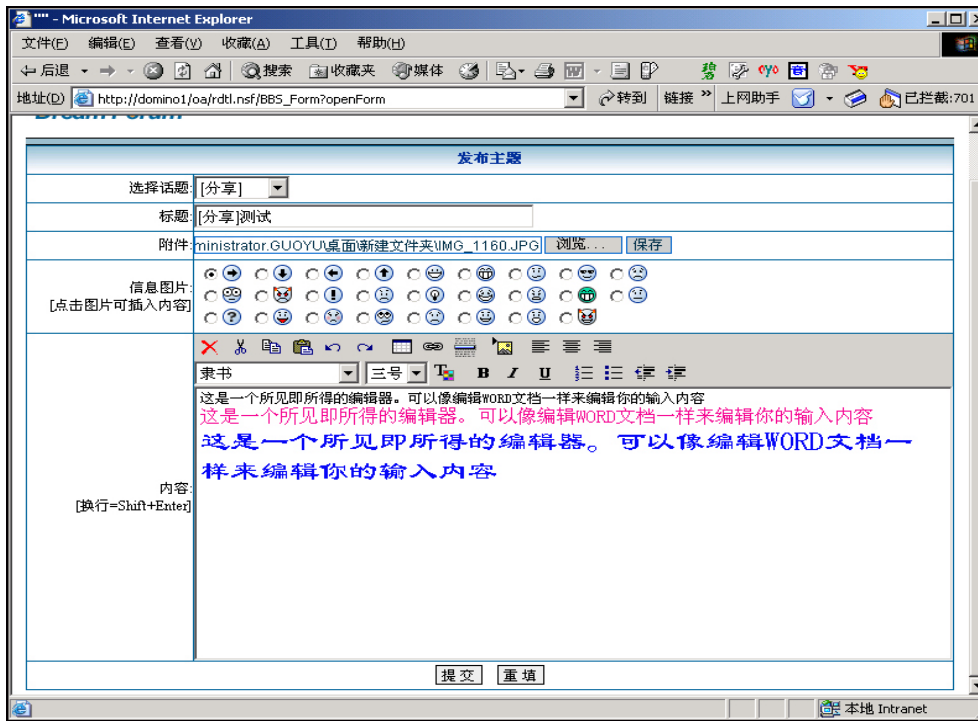 "" - Microsoft Internet Explorer
文件(F) 编辑(E) 查看(V) 收藏(A) 工具(T) 帮助(H)
后退 搜索 收藏夹 媒体
地址(D) http://domino1/oa/rdtl.nsf/BBS_Form?openForm 转到 链接 » 上网助手 已拦截:701
Dream Forum
发布主题
选择话题: [分享]
标题: [分享]测试
附件: ministrator.GUOYU\桌面\新建文件夹\IMG_1160.JPG 浏览... 保存
信息图片:
[点击图片可插入内容]
隶书 三号 B I U
这是一个所见即所得的编辑器。可以像编辑WORD文档一样来编辑你的输入内容
这是一个所见即所得的编辑器。可以像编辑WORD文档一样来编辑你的输入内容
这是一个所见即所得的编辑器。可以像编辑WORD文档一
样来编辑你的输入内容
内容:
[换行=Shift+Enter]
提交 重填
本地 Intranet